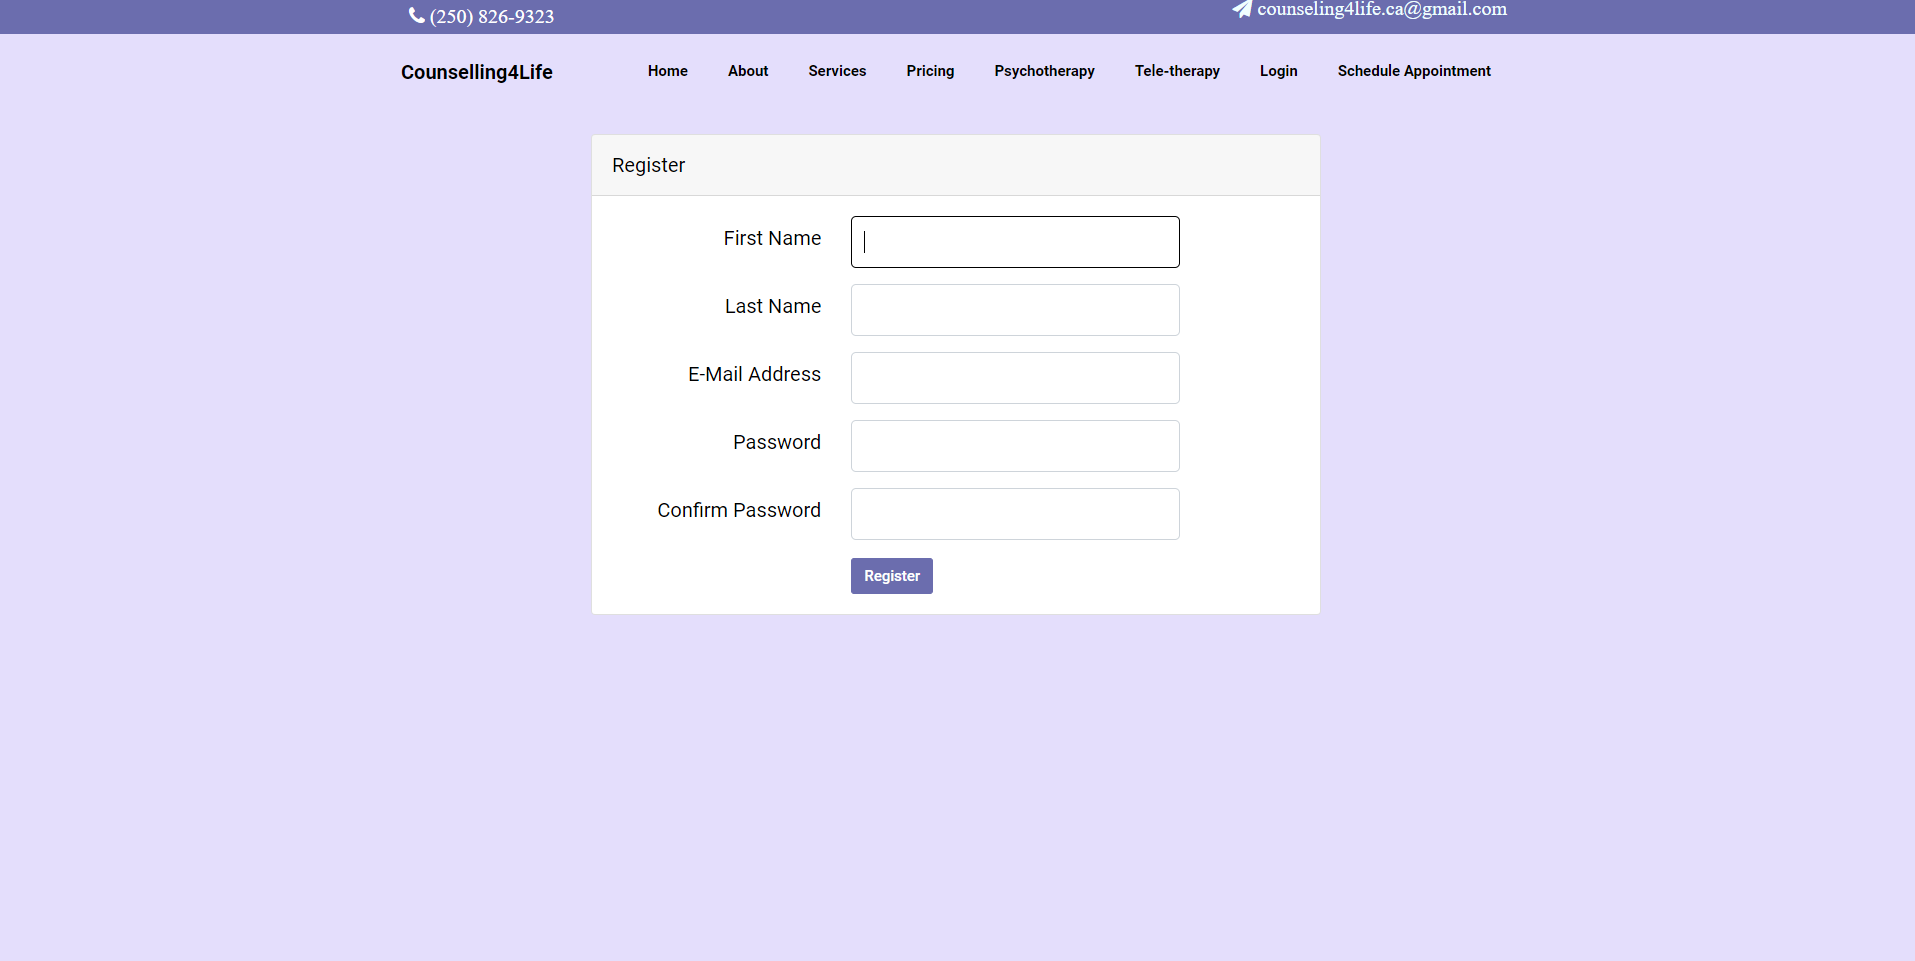 (250) 826-9323
counseling4life.ca@gmail.com
Counselling4Life
Home About Services Pricing Psychotherapy Tele-therapy Login Schedule Appointment
Register
First Name
Last Name
E-Mail Address
Password
Confirm Password
Register